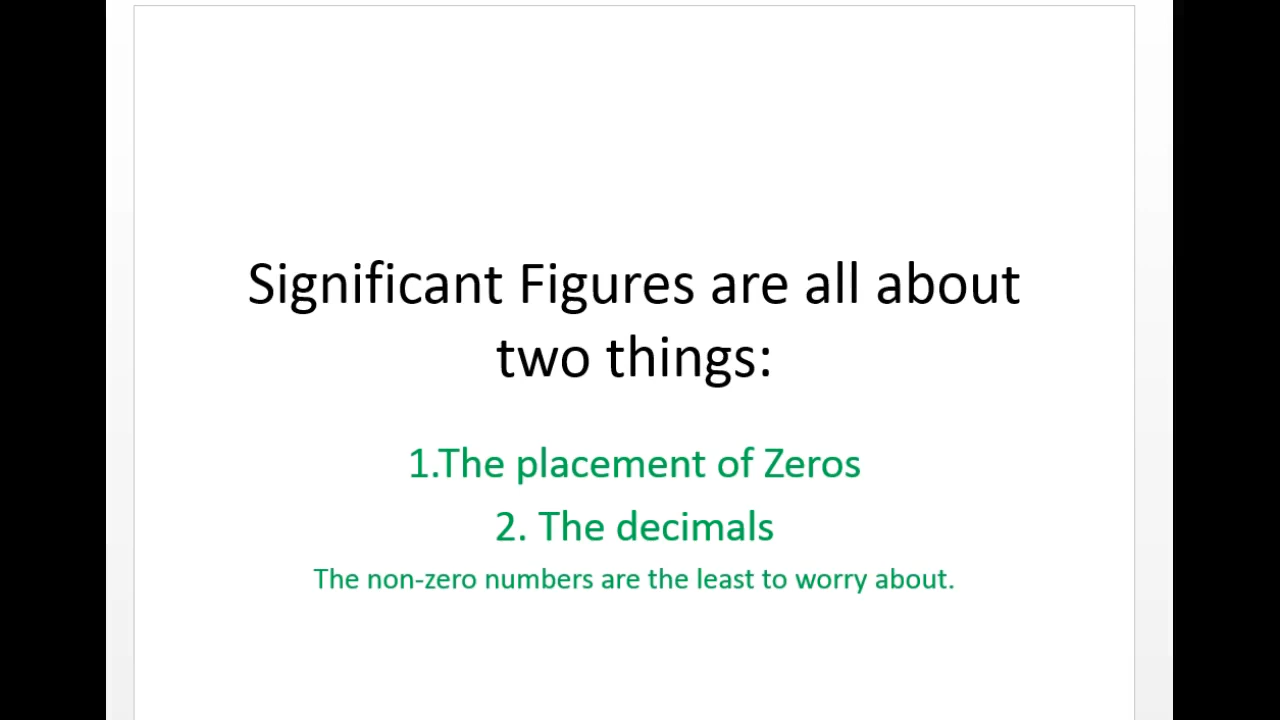 Significant Figures are all about
two things:
1.The placement of Zeros
2. The decimals
The non-zero numbers are the least to worry about.